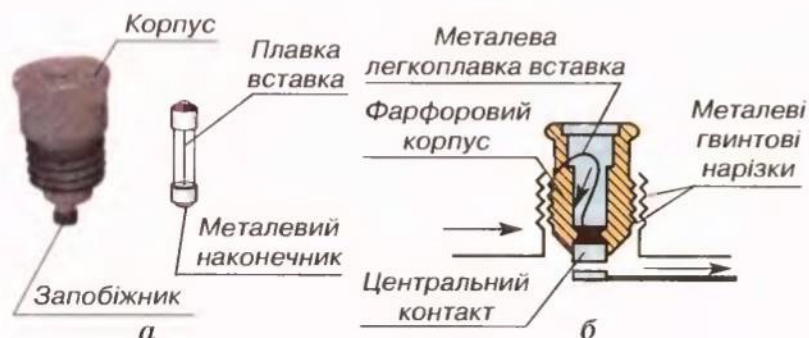 Корпус
Плавка
вставка
Металевий
наконечник
Запобіжник
а
Металева
легкоплавка вставка
Фарфоровий
корпус
Металеві
гвинтові
нарізки
Центральний
контакт
б